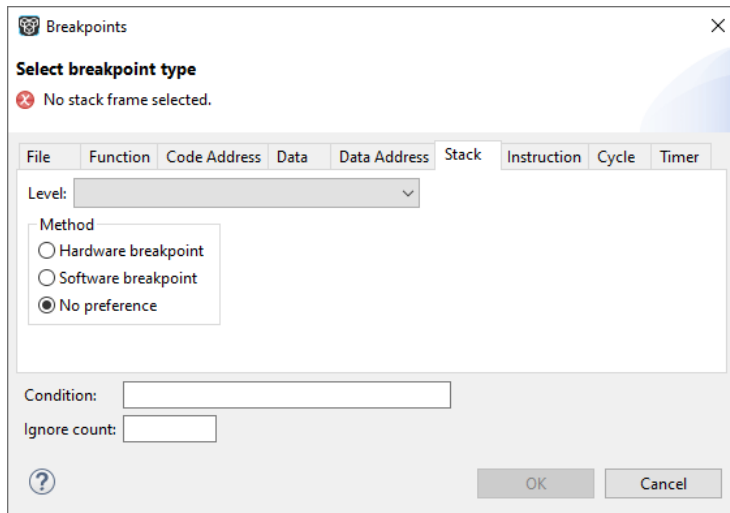 Breakpoints
Select breakpoint type
No stack frame selected.
File Function Code Address Data Data Address Stack Instruction Cycle Timer
Level:
Method
Hardware breakpoint
Software breakpoint
No preference
Condition:
Ignore count:
OK Cancel